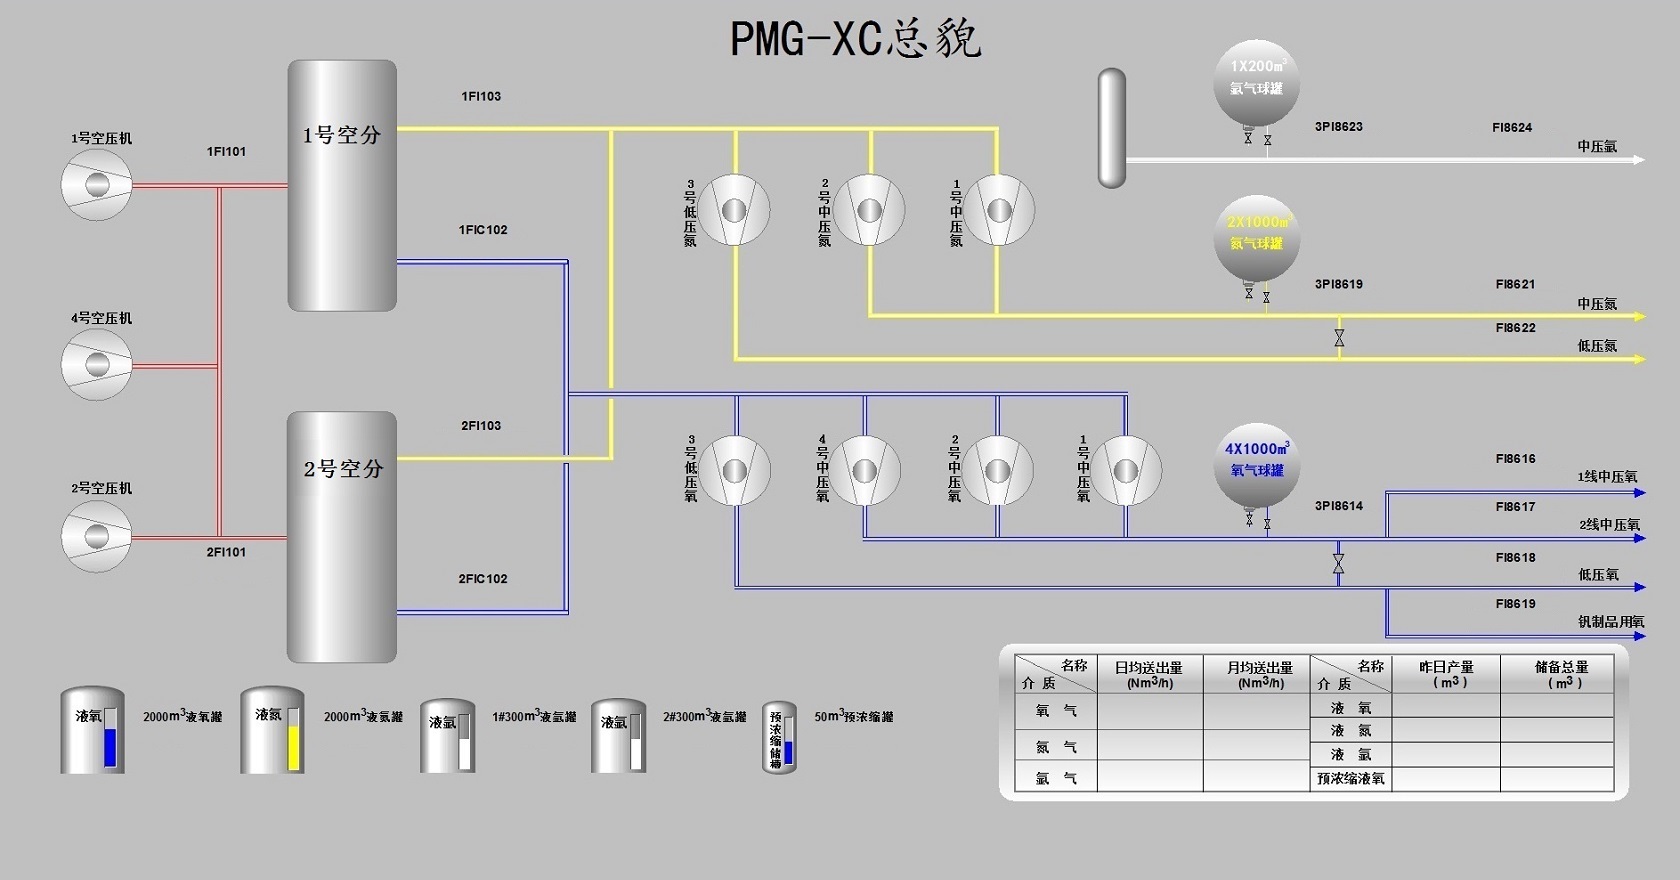 PMG-XC总貌
1号空压机
1FI101
1号空分
1FI103
1FIC102
4号空压机
2号空压机
2FI101
2号空分
2FI103
2FIC102
3号低压氮
2号中压氮
1号中压氮
3号低压氧
4号中压氧
2号中压氧
1号中压氧
1X200m³
氩气球罐
3PI8623
FI8624
中压氩
2X1000m³
氮气球罐
3PI8619
FI8621
中压氮
FI8622
低压氮
4X1000m³
氧气球罐
3PI8614
FI8616
1线中压氧
FI8617
2线中压氧
FI8618
低压氧
FI8619
钒制品用氧
液氧
2000m³液氧罐
液氮
2000m³液氮罐
液氩
1#300m³液氩罐
液氩
2#300m³液氩罐
预浓缩储槽
50m³预浓缩罐
名称
介 质
日均送出量
(Nm³/h)
月均送出量
(Nm³/h)
名称
介 质
昨日产量
( m³ )
储备总量
( m³ )
氧 气
氮 气
氩 气
液 氧
液 氮
液 氩
预浓缩液氧